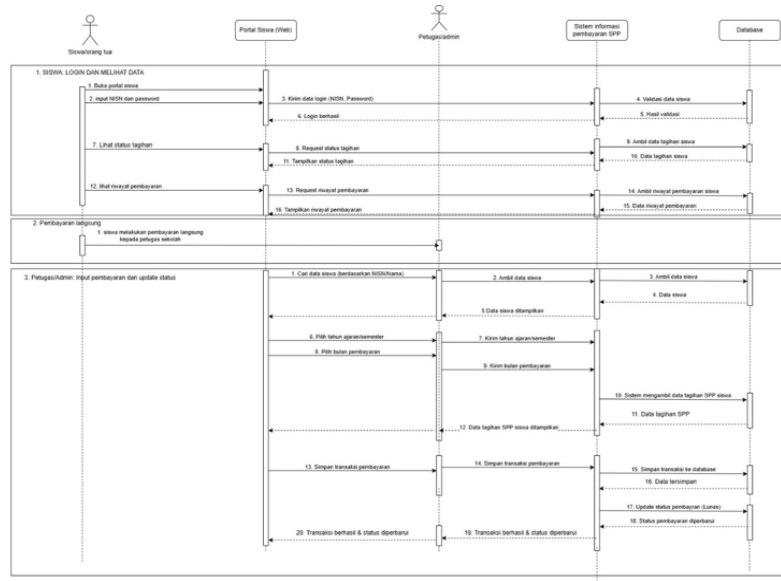 Siswa/orang tua
Portal Siswa (Web)
Petugas/admin
Sistem informasi
pembayaran SPP
Database
1. SISWA: LOGIN DAN MELIHAT DATA
1. Buka portal siswa
2. input NISN dan password
3. Kirim data login (NISN, Password)
4. Validasi data siswa
5. Hasil validasi
6. Login berhasil
7. Lihat status tagihan
8. Request status tagihan
9. Ambil data tagihan siswa
10. Data tagihan siswa
11. Tampilkan status tagihan
12. lihat riwayat pembayaran
13. Request riwayat pembayaran
14. Ambil riwayat pembayaran siswa
15. Data riwayat pembayaran
16. Tampilkan riwayat pembayaran
2. Pembayaran langsung
1. siswa melakukan pembayaran langsung
kepada petugas sekolah
3. Petugas/Admin: Input pembayaran dan update status
1. Cari data siswa (berdasarkan NISN/Nama)
2. Ambil data siswa
3. Ambil data siswa
4. Data siswa
5 Data siswa ditampilkan
6. Pilih tahun ajaran/semester
7. Kirim tahun ajaran/semester
8. Pilih bulan pembayaran
9. Kirim bulan pembayaran
10. Sistem mengambil data tagihan SPP siswa
11. Data tagihan SPP
12. Data tagihan SPP siswa ditampilkan
13. Simpan transaksi pembayaran
14. Simpan transaksi pembayaran
15. Simpan transaksi ke database
16. Data tersimpan
17. Update status pembayran (Lunas)
18. Status pembayaran diperbarui
19. Transaksi berhasil & status diperbarui
20. Transaksi berhasil & status diperbarui